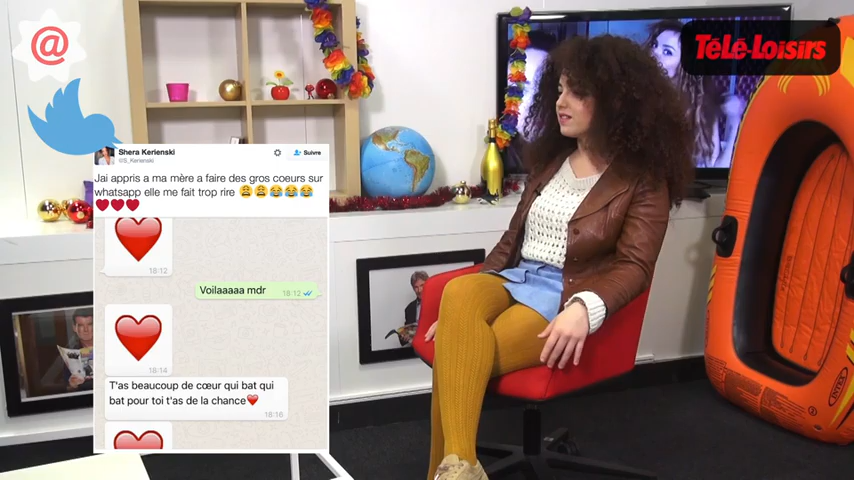 @
TéLé-LOiSiRS
Shera Kerienski
@S_Kerienski
Suivre
Jai appris a ma mère a faire des gros coeurs sur
whatsapp elle me fait trop rire 😩😩😂😂😂
❤❤❤
18:12
Voilaaaaa mdr 18:12
18:14
T'as beaucoup de cœur qui bat qui
bat pour toi t'as de la chance❤
18:16
INTEX